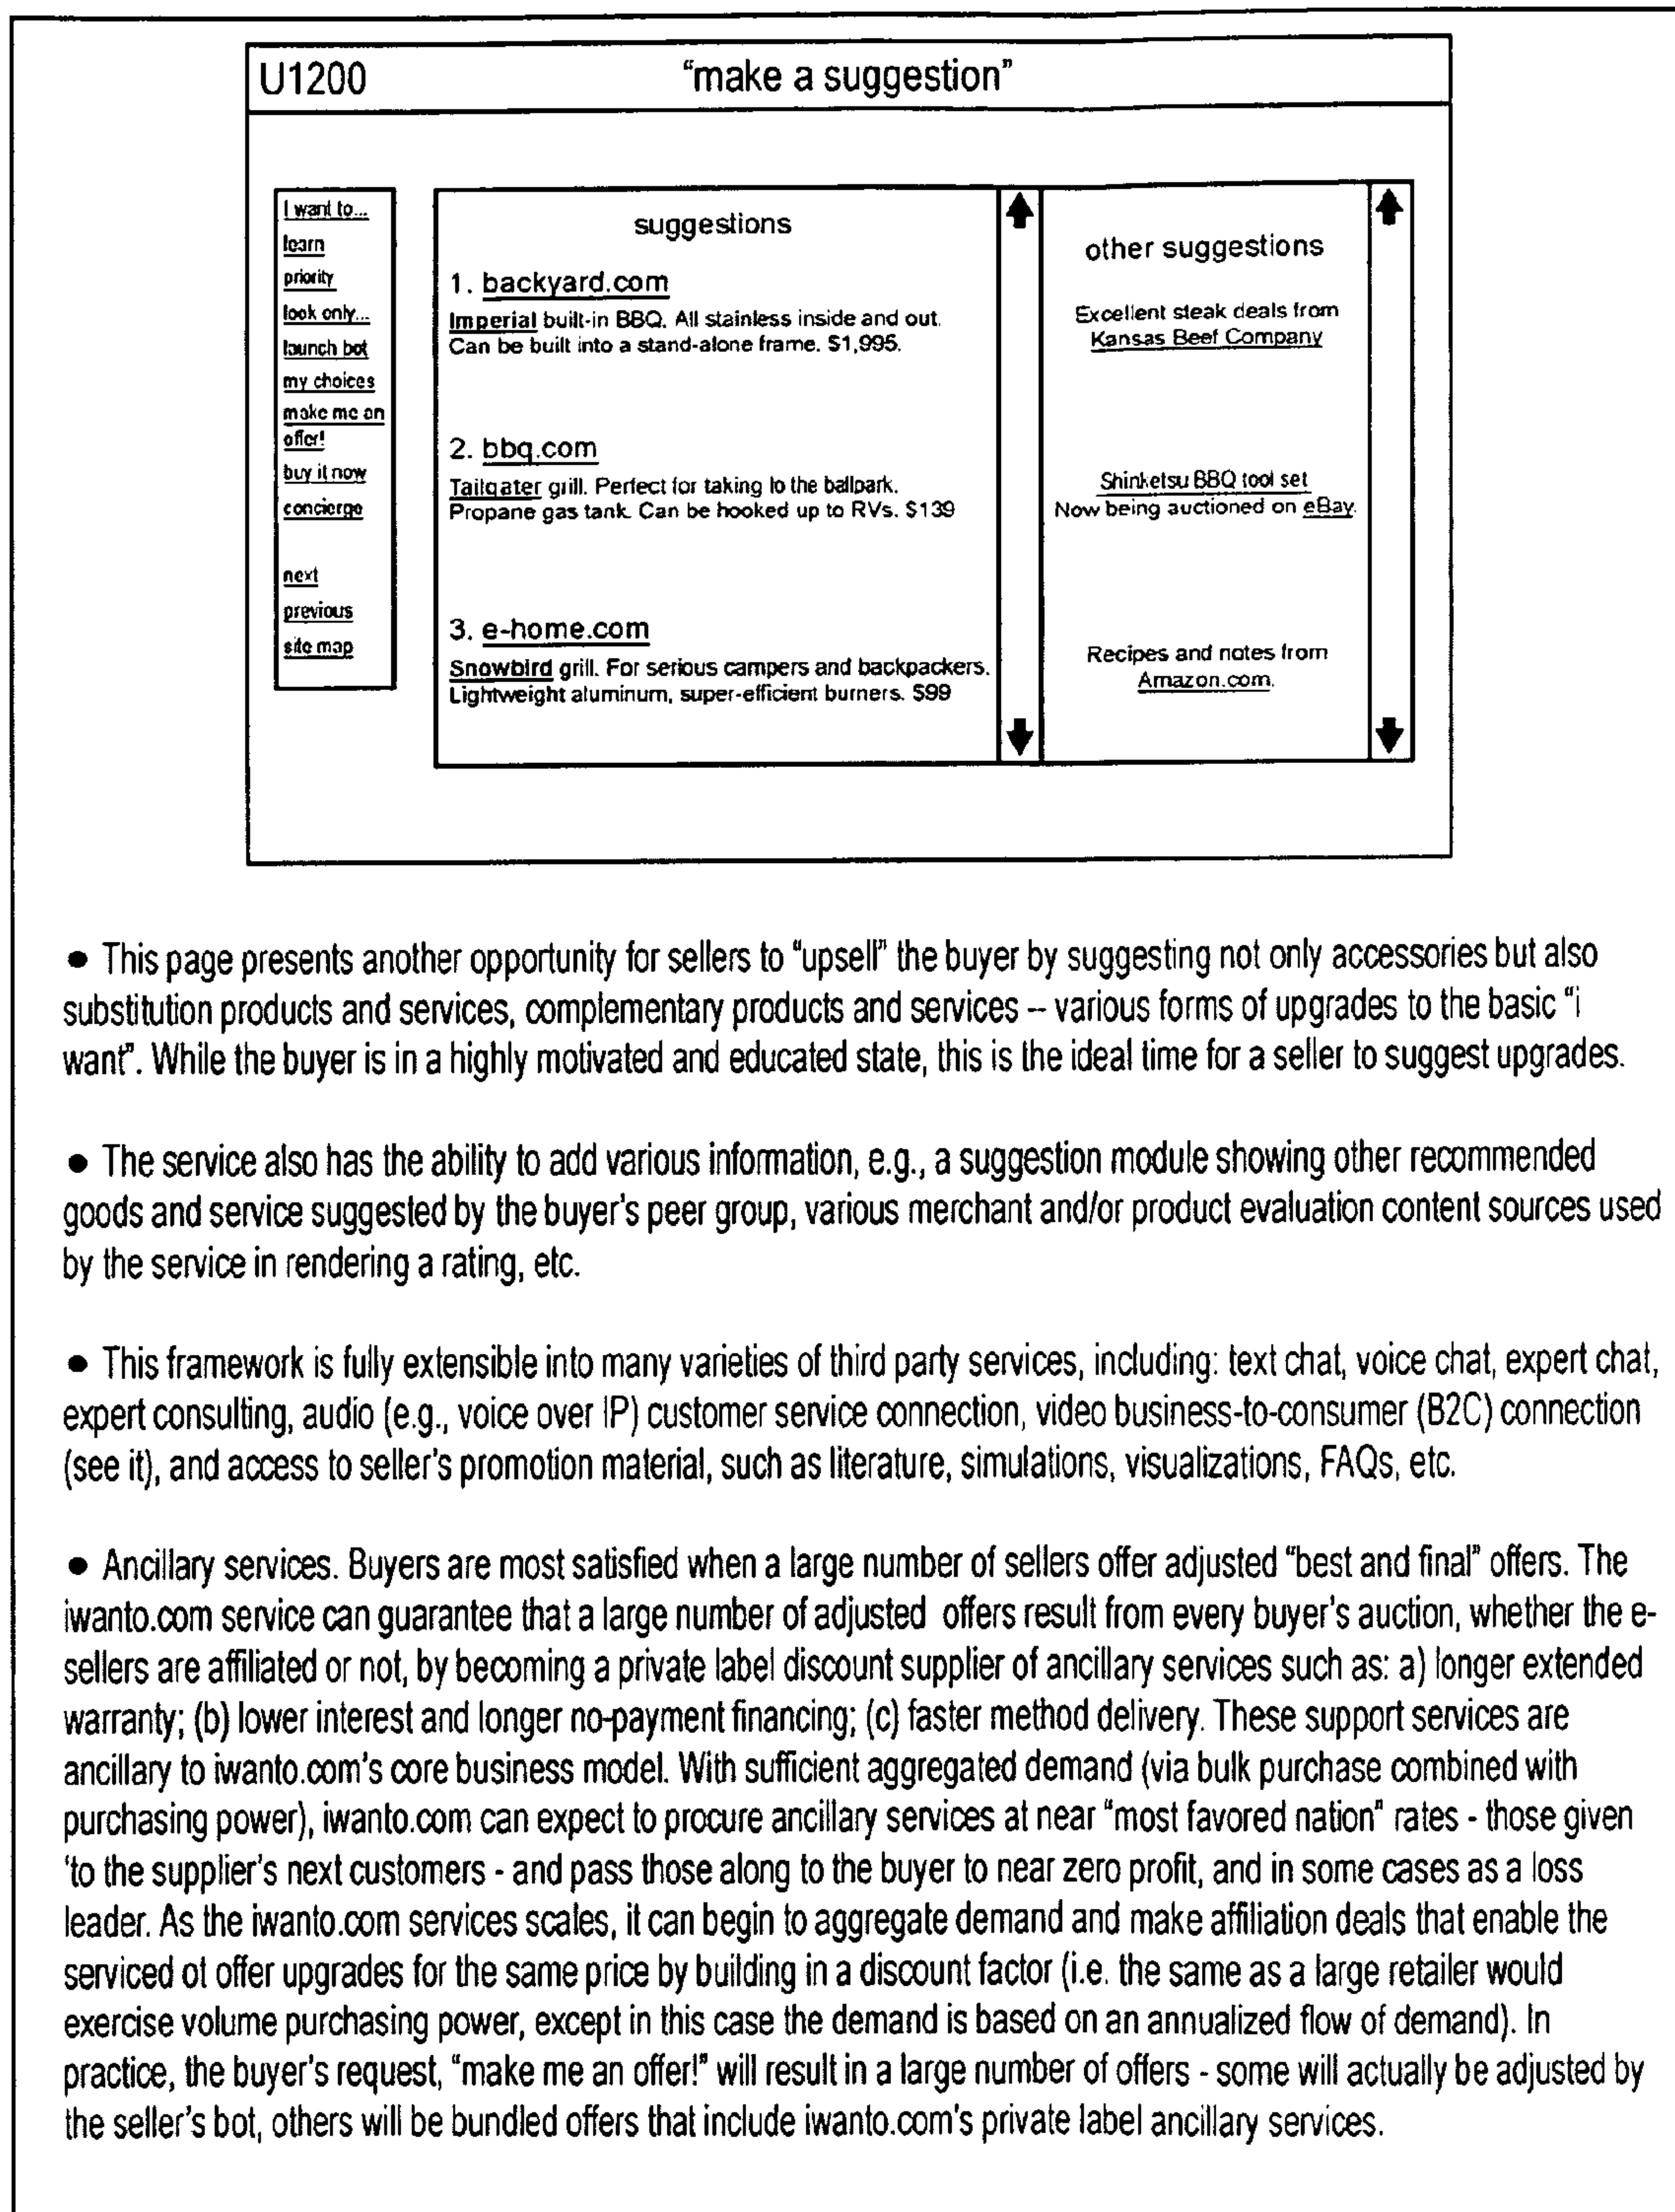 U1200
“make a suggestion”
I want to...
learn
priority
look only...
launch bot
my choices
make me an
offer!
buy it now
concierge
next
previous
site map
suggestions
1. backyard.com
Imperial built-in BBQ. All stainless inside and out.
Can be built into a stand-alone frame. $1,995.
2. bbq.com
Tailgater grill. Perfect for taking to the ballpark.
Propane gas tank. Can be hooked up to RVs. $139
3. e-home.com
Snowbird grill. For serious campers and backpackers.
Lightweight aluminum, super-efficient burners. $99
other suggestions
Excellent steak deals from
Kansas Beef Company
Shinketsu BBQ tool set
Now being auctioned on eBay.
Recipes and notes from
Amazon.com.
• This page presents another opportunity for sellers to “upsell” the buyer by suggesting not only accessories but also
substitution products and services, complementary products and services -- various forms of upgrades to the basic “i
want”. While the buyer is in a highly motivated and educated state, this is the ideal time for a seller to suggest upgrades.
• The service also has the ability to add various information, e.g., a suggestion module showing other recommended
goods and service suggested by the buyer's peer group, various merchant and/or product evaluation content sources used
by the service in rendering a rating, etc.
• This framework is fully extensible into many varieties of third party services, including: text chat, voice chat, expert chat,
expert consulting, audio (e.g., voice over IP) customer service connection, video business-to-consumer (B2C) connection
(see it), and access to seller's promotion material, such as literature, simulations, visualizations, FAQs, etc.
• Ancillary services. Buyers are most satisfied when a large number of sellers offer adjusted “best and final” offers. The
iwanto.com service can guarantee that a large number of adjusted offers result from every buyer's auction, whether the e-
sellers are affiliated or not, by becoming a private label discount supplier of ancillary services such as: a) longer extended
warranty; (b) lower interest and longer no-payment financing; (c) faster method delivery. These support services are
ancillary to iwanto.com's core business model. With sufficient aggregated demand (via bulk purchase combined with
purchasing power), iwanto.com can expect to procure ancillary services at near “most favored nation” rates - those given
'to the supplier's next customers - and pass those along to the buyer to near zero profit, and in some cases as a loss
leader. As the iwanto.com services scales, it can begin to aggregate demand and make affiliation deals that enable the
serviced ot offer upgrades for the same price by building in a discount factor (i.e. the same as a large retailer would
exercise volume purchasing power, except in this case the demand is based on an annualized flow of demand). In
practice, the buyer's request, “make me an offer!” will result in a large number of offers - some will actually be adjusted by
the seller's bot, others will be bundled offers that include iwanto.com's private label ancillary services.